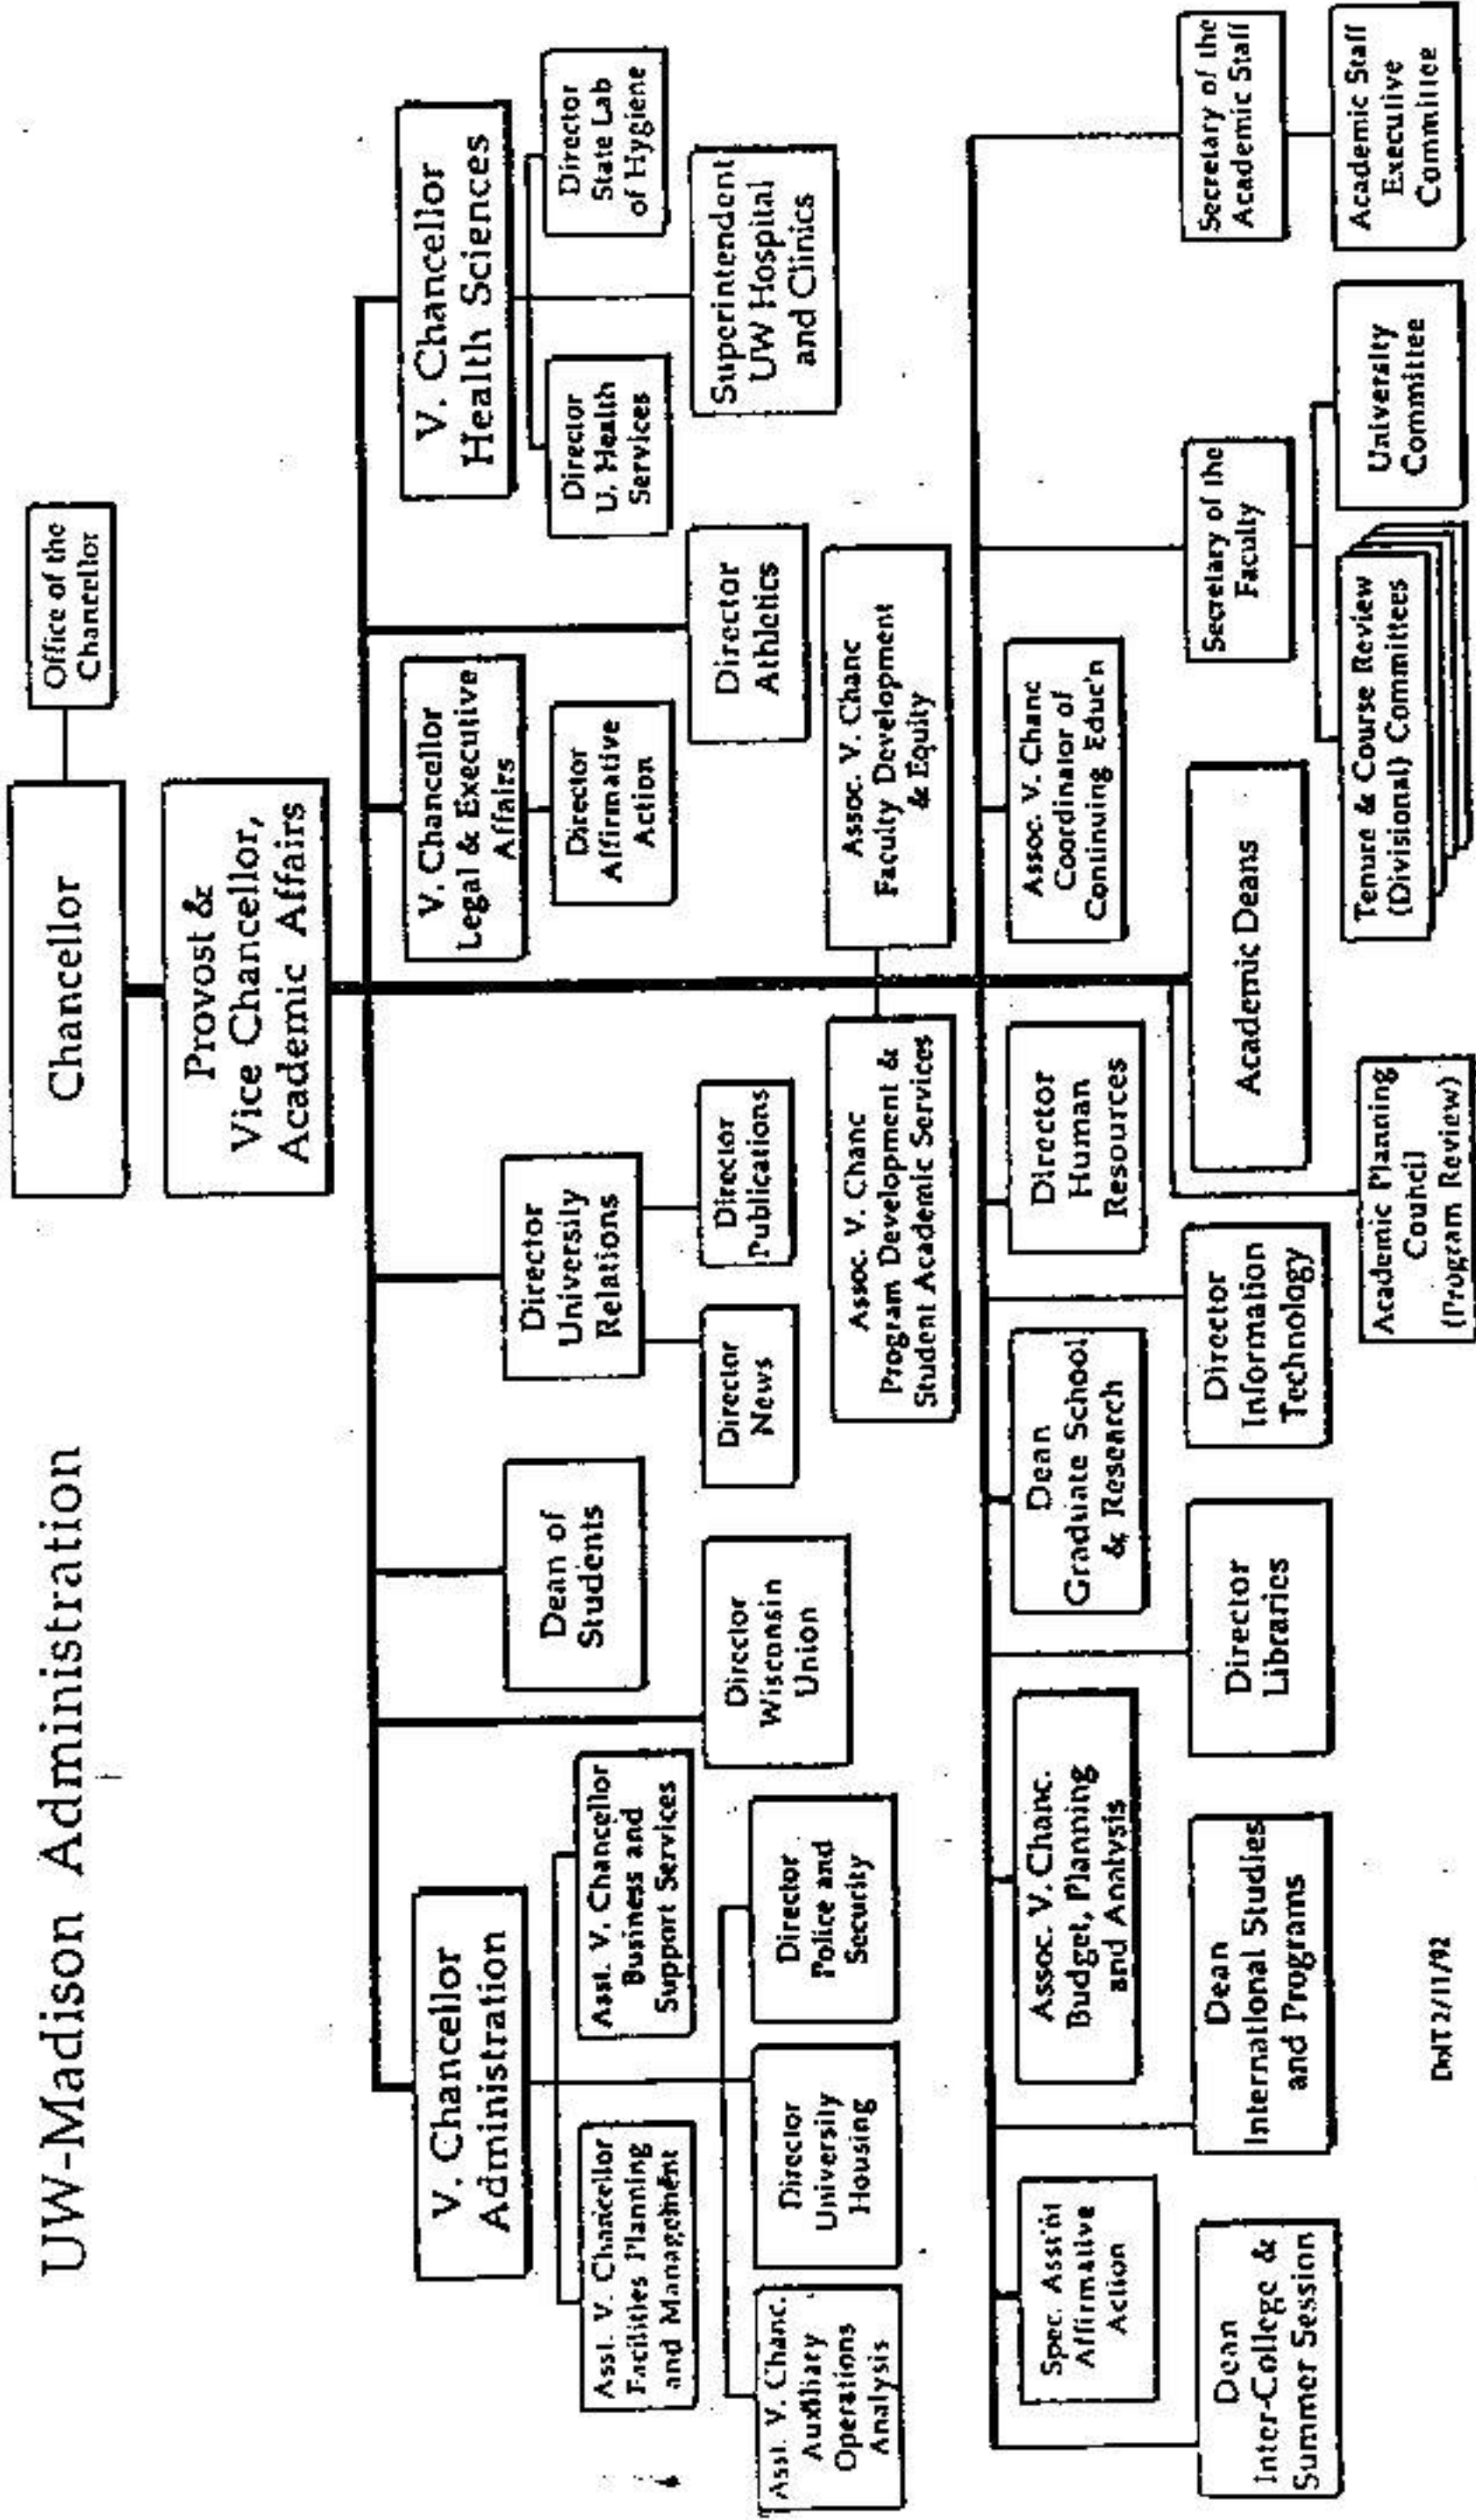 UW-Madison Administration
Chancellor
Office of the
Chancellor
Provost &
Vice Chancellor,
Academic Affairs
V. Chancellor
Administration
Asst. V. Chancellor
Facilities Planning
and Management
Asst. V. Chancellor
Business and
Support Services
Asst. V. Chanc.
Auxiliary
Operations
Analysis
Director
University
Housing
Director
Police and
Security
Director
Wisconsin
Union
Dean of
Students
Director
University
Relations
Director
News
Director
Publications
V. Chancellor
Legal & Executive
Affairs
Director
Affirmative
Action
Director
Athletics
V. Chancellor
Health Sciences
Director
U. Health
Services
Director
State Lab
of Hygiene
Superintendent
UW Hospital
and Clinics
Assoc. V. Chanc
Program Development &
Student Academic Services
Assoc. V. Chanc
Faculty Development
& Equity
Spec. Ass't
Affirmative
Action
Assoc. V. Chanc.
Budget, Planning
and Analysis
Dean
Graduate School
& Research
Director
Human
Resources
Assoc. V. Chanc
Coordinator of
Continuing Educ'n
Dean
Inter-College &
Summer Session
Dean
International Studies
and Programs
Director
Libraries
Director
Information
Technology
Academic Deans
Secretary of the
Faculty
Secretary of the
Academic Staff
Academic Planning
Council
(Program Review)
Tenure & Course Review
(Divisional) Committees
University
Committee
Academic Staff
Executive
Committee
DoIT 2/11/92